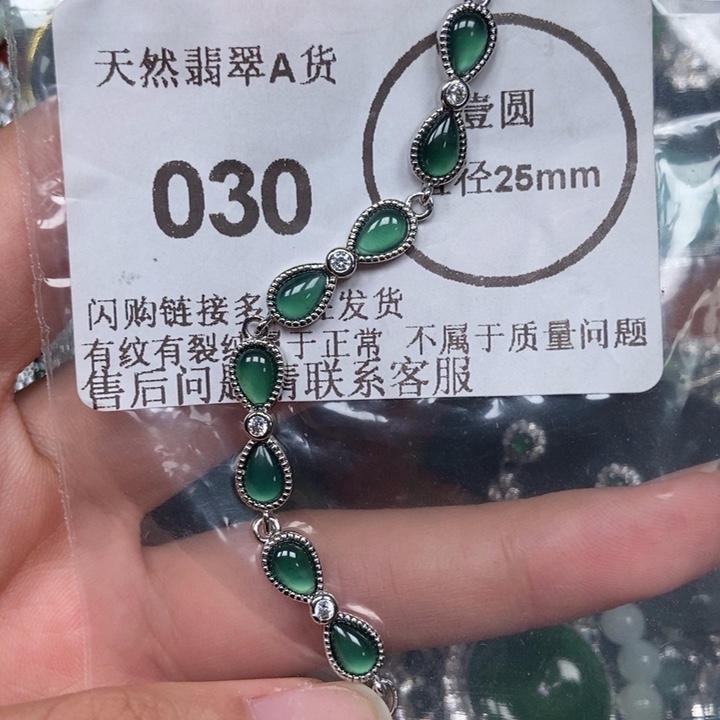 天然翡翠A货
壹圆
030
径25mm
闪购链接多 发货
有纹有裂 于正常 不属于质量问题
售后问题 联系客服